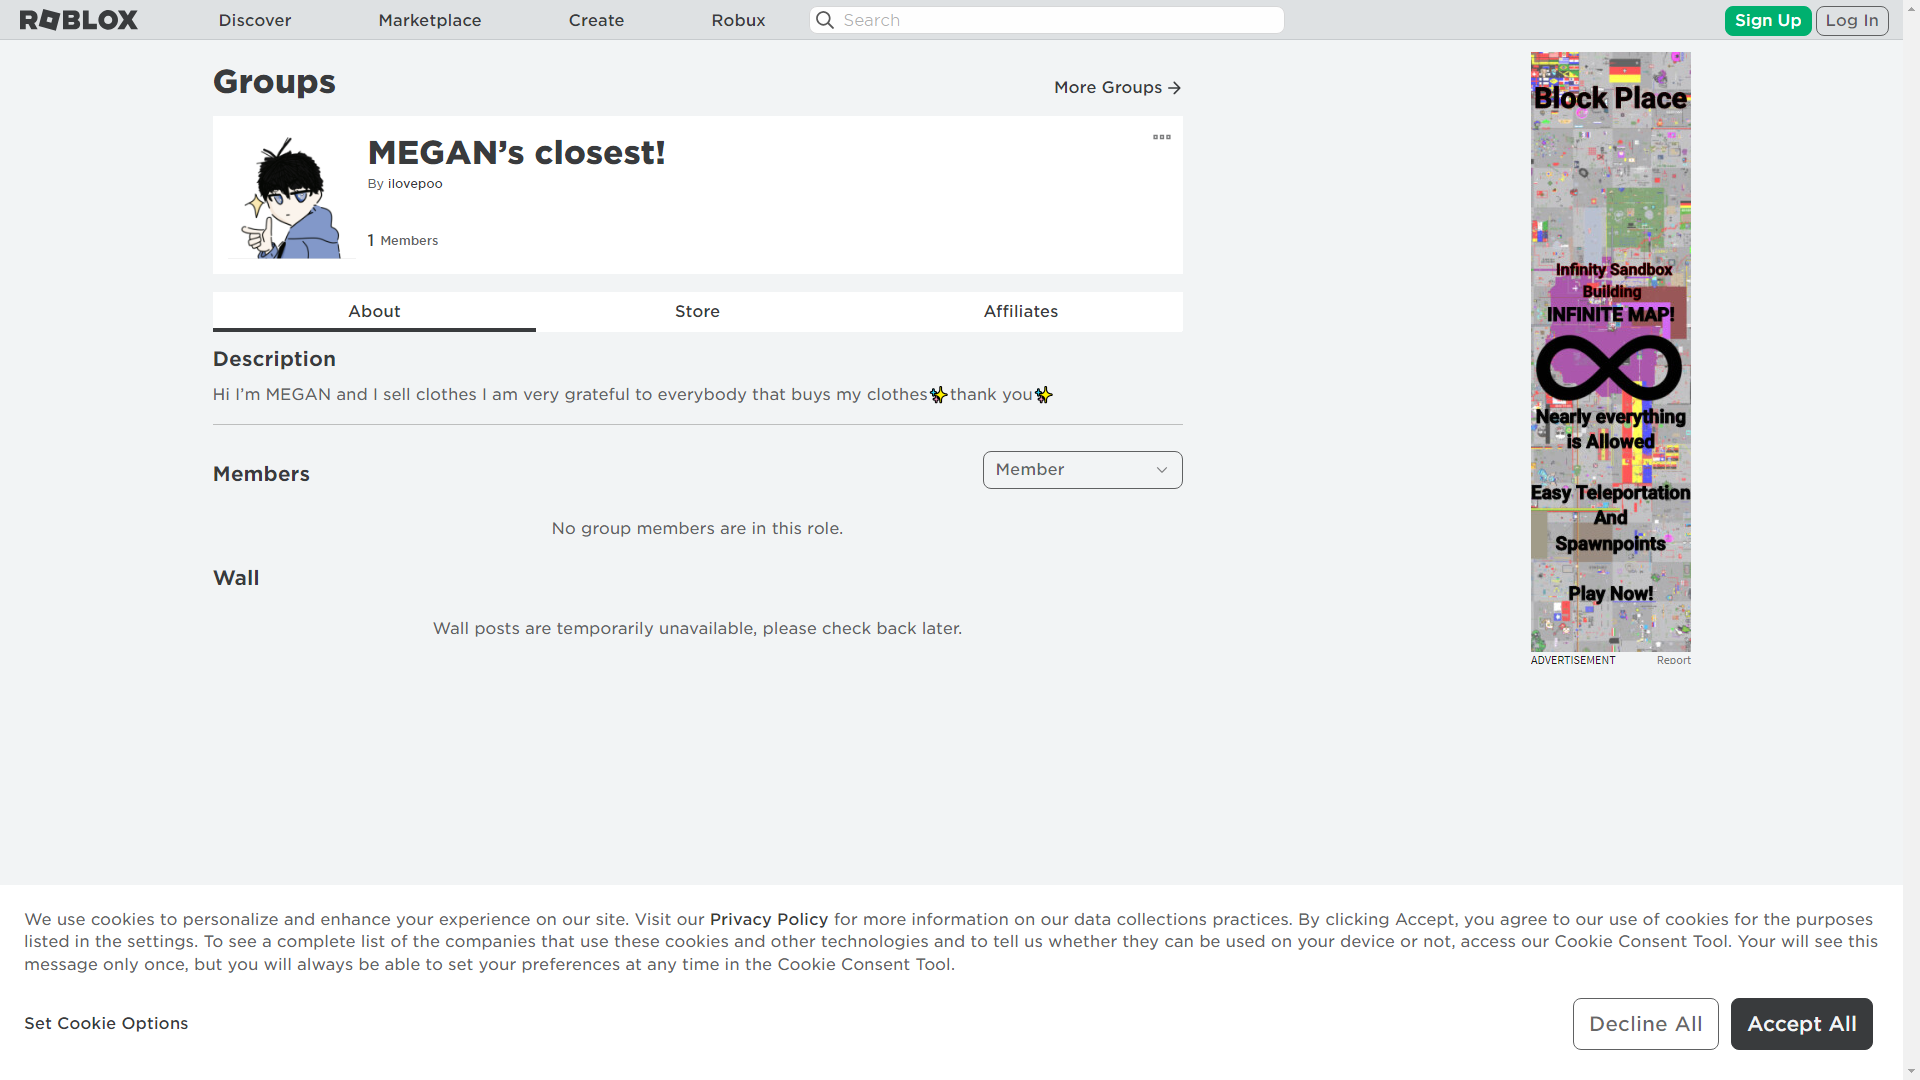 ROBLOX
Discover
Marketplace
Create
Robux
Search
Sign Up
Log In
Groups
More Groups
MEGAN’s closest!
By ilovepoo
1 Members
About
Store
Affiliates
Description
Hi I’m MEGAN and I sell clothes I am very grateful to everybody that buys my clothes✨thank you✨
Members
Member
No group members are in this role.
Wall
Wall posts are temporarily unavailable, please check back later.
Block Place
Infinity Sandbox
Building
INFINITE MAP!
Nearly everything
is Allowed
Easy Teleportation
And
Spawnpoints
Play Now!
ADVERTISEMENT
Report
We use cookies to personalize and enhance your experience on our site. Visit our Privacy Policy for more information on our data collections practices. By clicking Accept, you agree to our use of cookies for the purposes
listed in the settings. To see a complete list of the companies that use these cookies and other technologies and to tell us whether they can be used on your device or not, access our Cookie Consent Tool. Your will see this
message only once, but you will always be able to set your preferences at any time in the Cookie Consent Tool.
Set Cookie Options
Decline All
Accept All